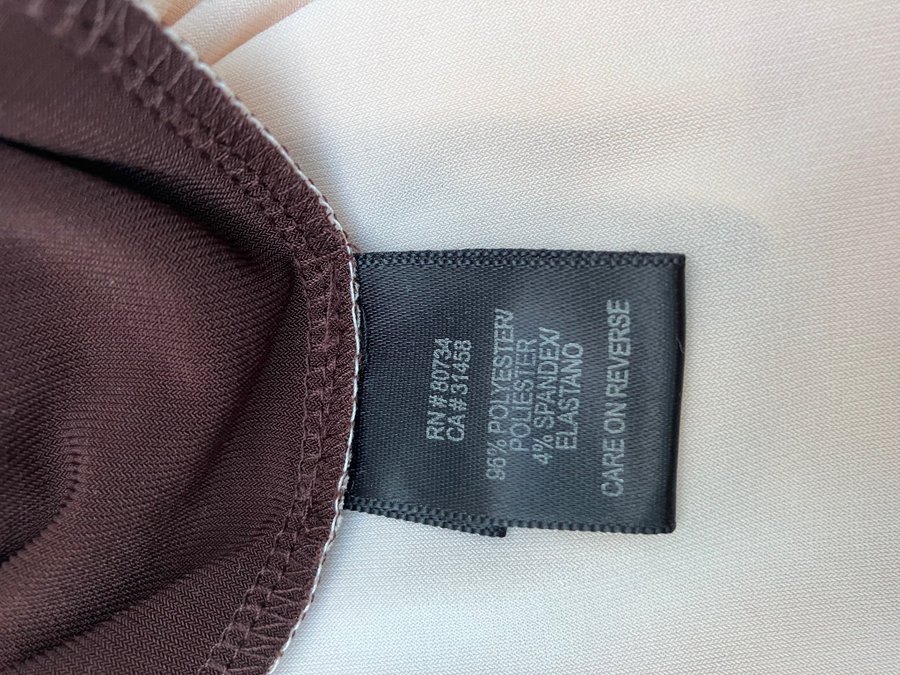 RN# 80734
CA# 31458
96% POLYESTER/
POLIESTER
4% SPANDEX/
ELASTANO
CARE ON REVERSE